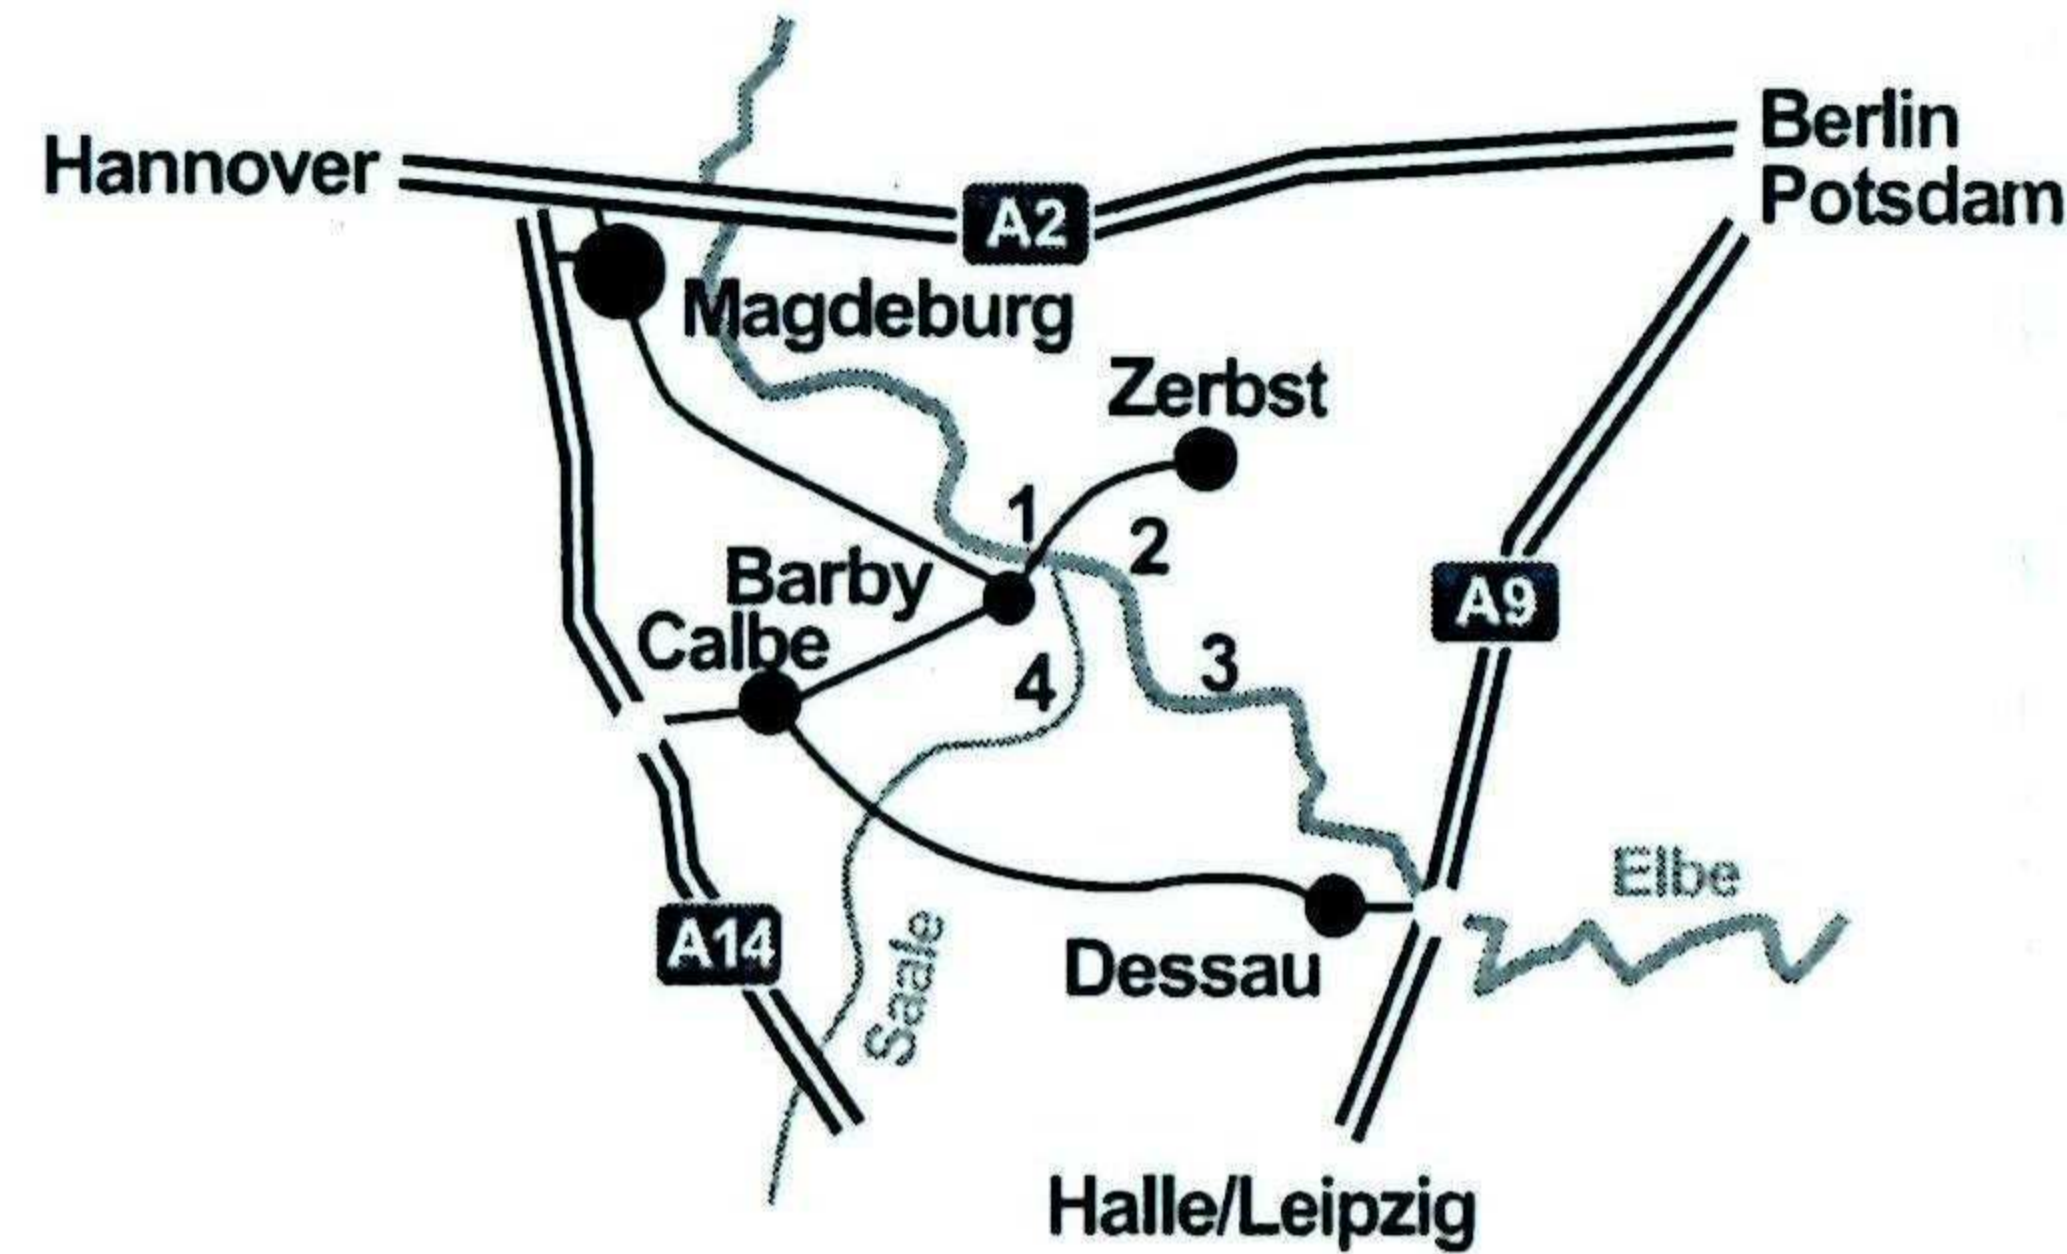 Berlin
Hannover
Potsdam
A2
Magdeburg
Zerbst
1
2
Barby
A9
Calbe
3
4
Elbe
A14
Saale
Dessau
Halle/Leipzig